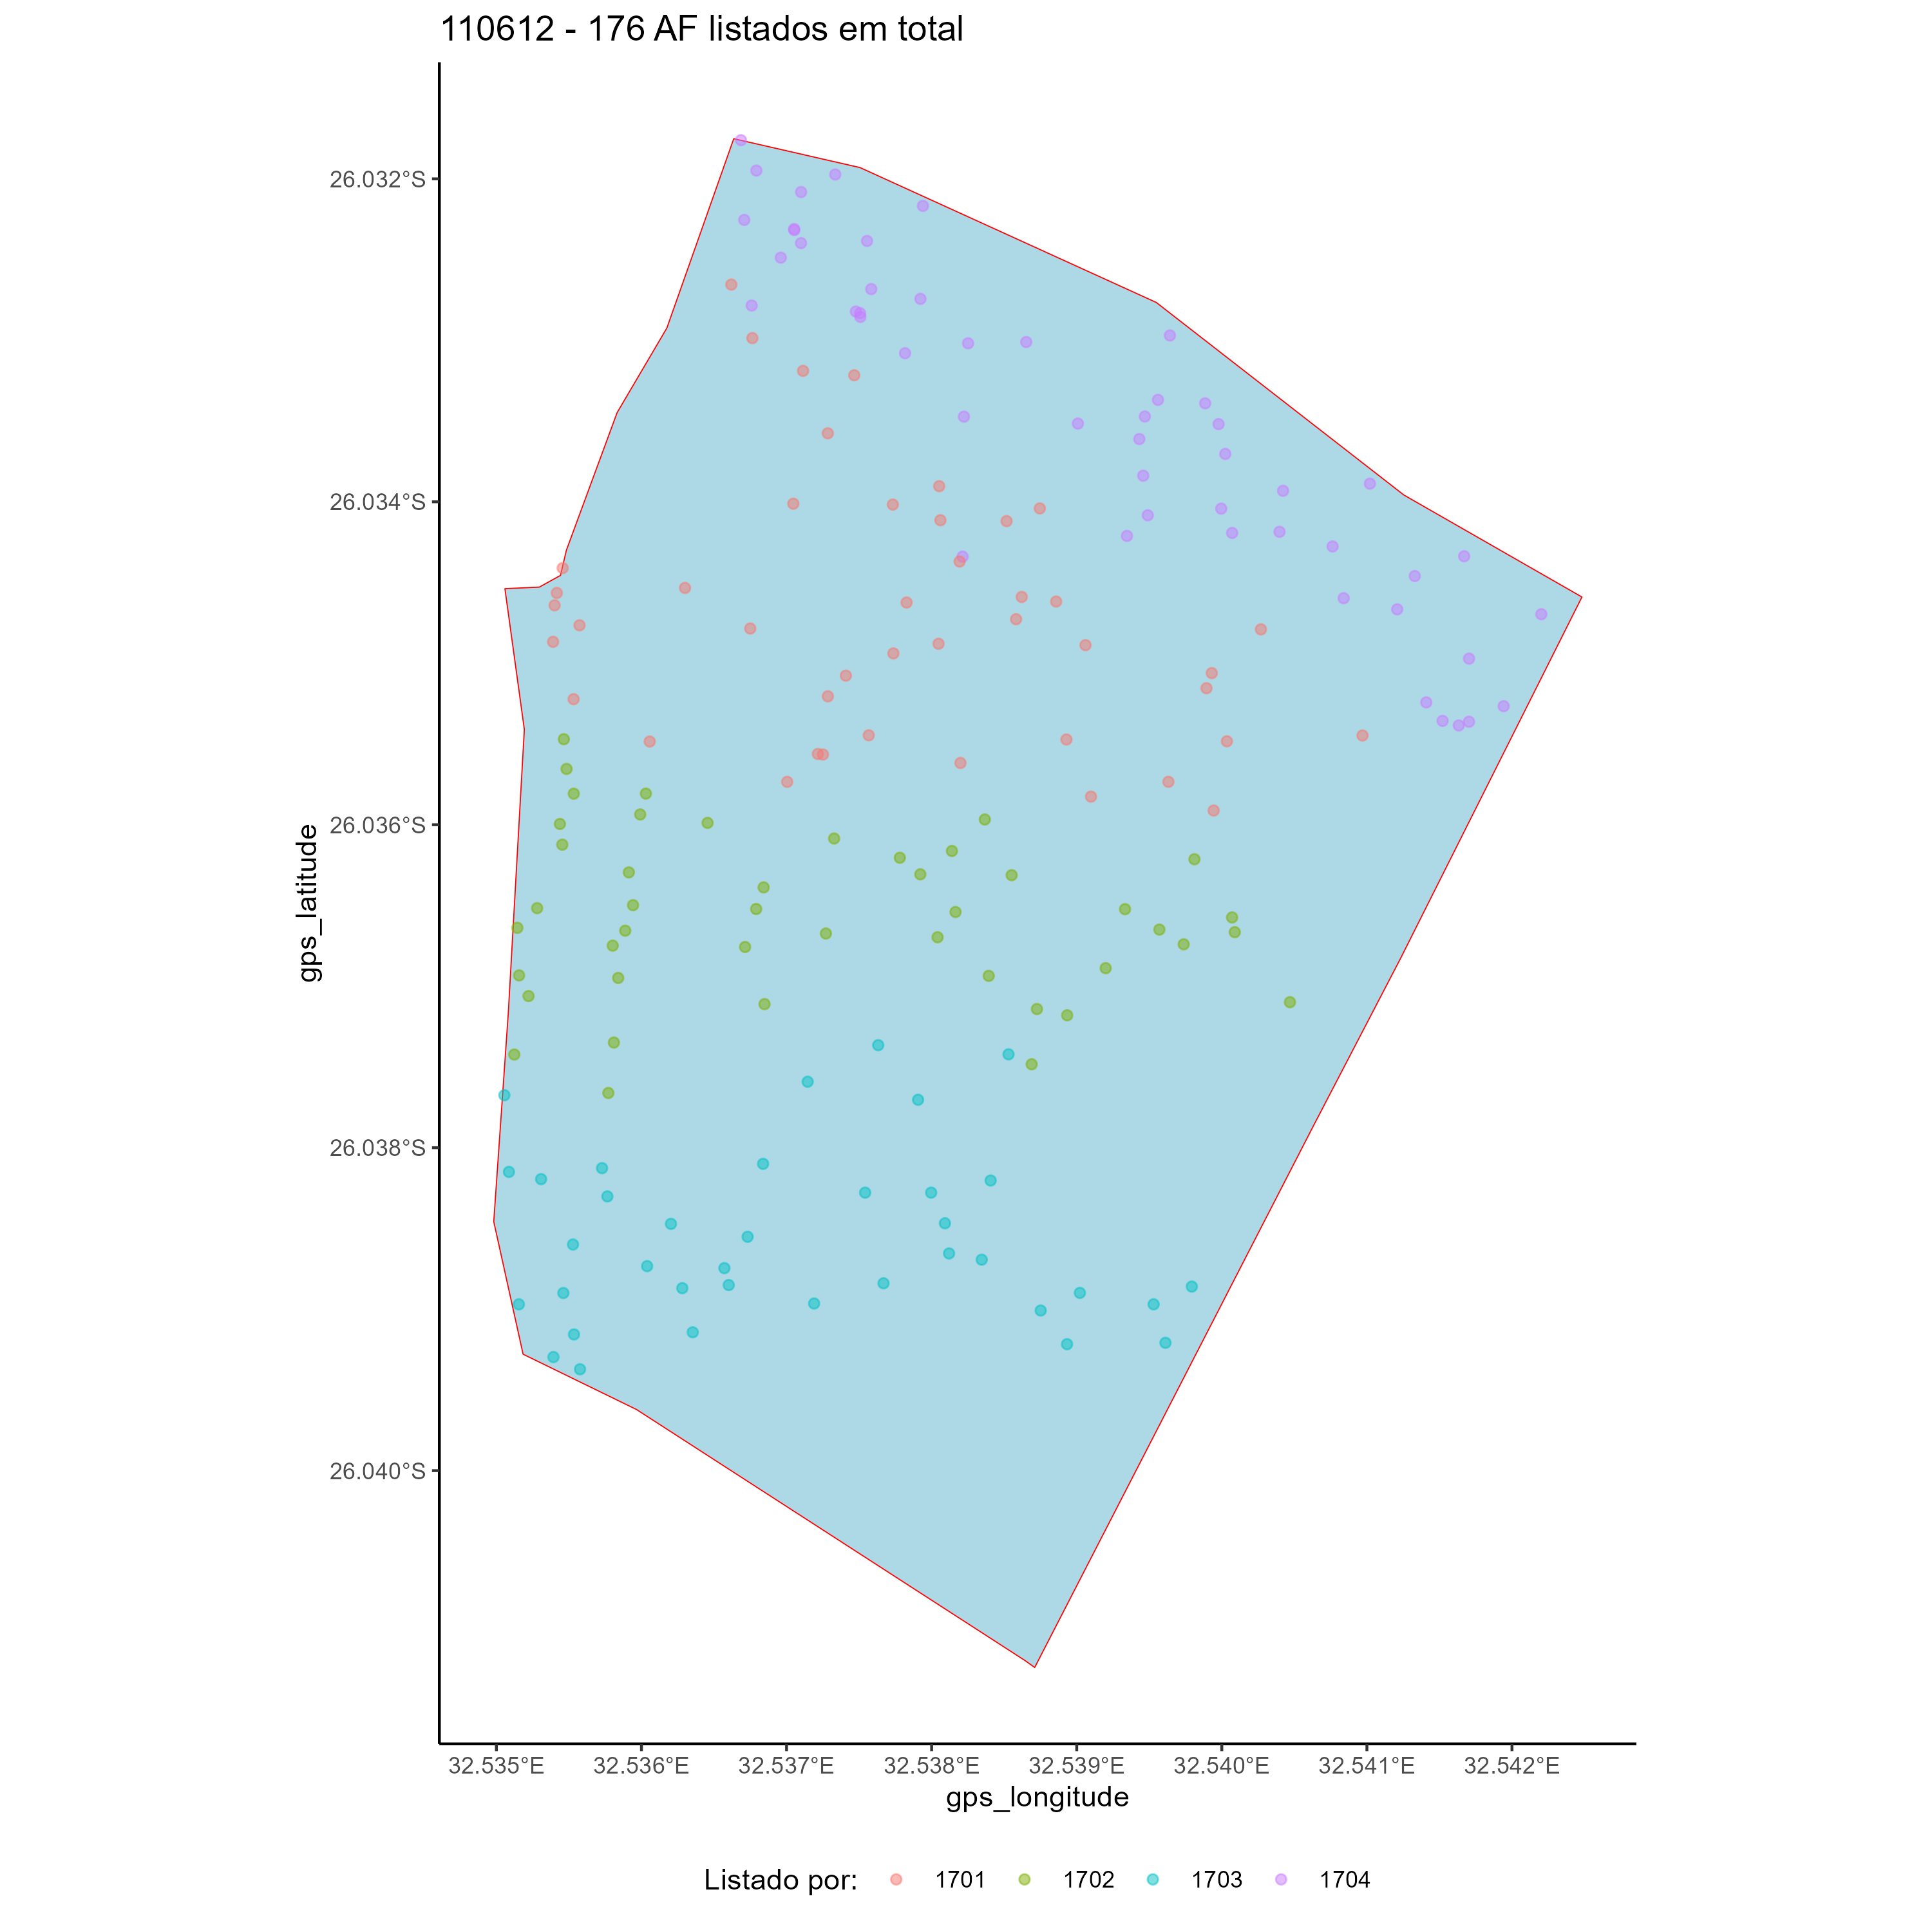 110612 - 176 AF listados em total
26.032°S
26.034°S
26.036°S
26.038°S
26.040°S
gps_latitude
32.535°E 32.536°E 32.537°E 32.538°E 32.539°E 32.540°E 32.541°E 32.542°E
gps_longitude
Listado por: 1701 1702 1703 1704